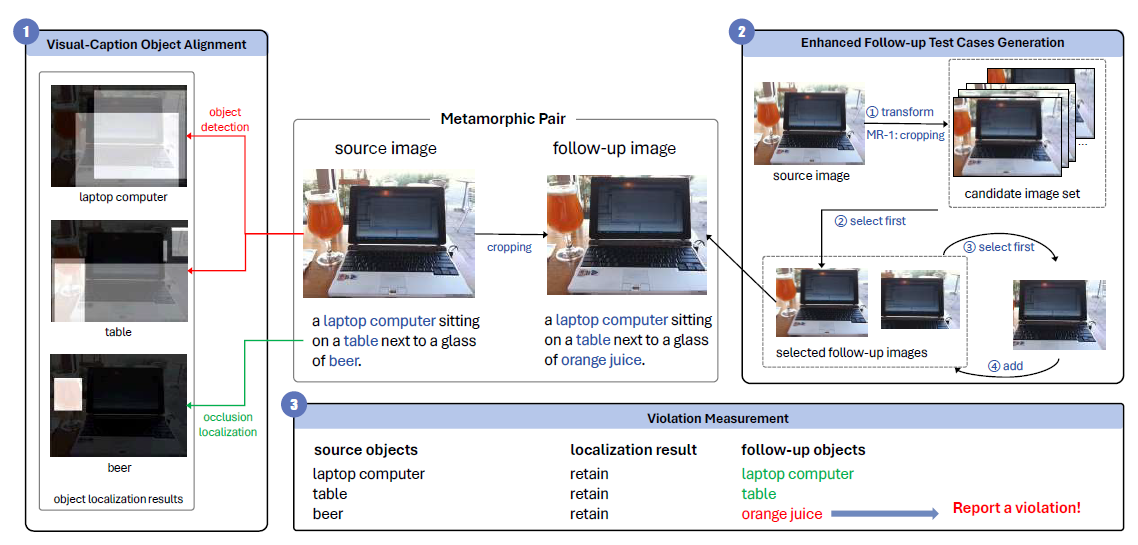 1
Visual-Caption Object Alignment
object
detection
laptop computer
table
occlusion
localization
beer
object localization results
Metamorphic Pair
source image
follow-up image
cropping
a laptop computer sitting
on a table next to a glass
of beer.
a laptop computer sitting
on a table next to a glass
of orange juice.
2
Enhanced Follow-up Test Cases Generation
① transform
MR-1: cropping
...
source image
candidate image set
② select first
③ select first
selected follow-up images
④ add
3
Violation Measurement
source objects localization result follow-up objects
laptop computer retain laptop computer
table retain table
beer retain orange juice Report a violation!